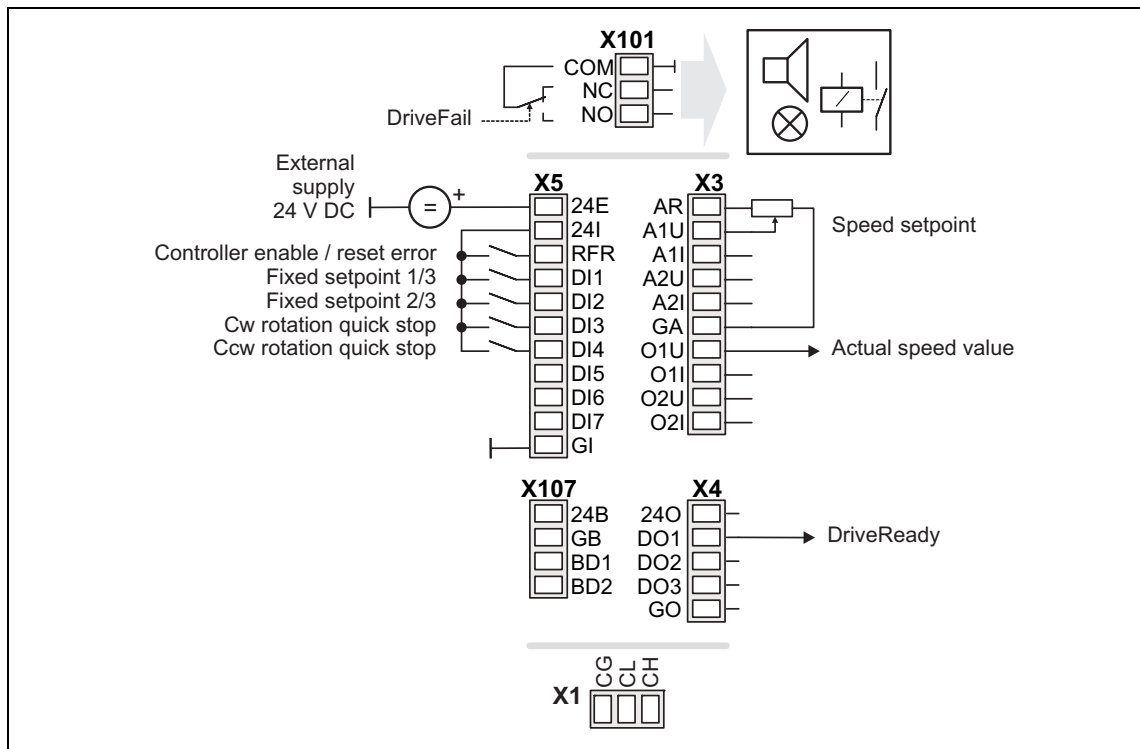 X101
COM
NC
NO
DriveFail
External
supply
24 V DC
=
+
X5
24E
24I
RFR
DI1
DI2
DI3
DI4
DI5
DI6
DI7
GI
Controller enable / reset error
Fixed setpoint 1/3
Fixed setpoint 2/3
Cw rotation quick stop
Ccw rotation quick stop
X3
AR
A1U
A1I
A2U
A2I
GA
O1U
O1I
O2U
O2I
Speed setpoint
Actual speed value
X107
24B
GB
BD1
BD2
X4
24O
DO1
DO2
DO3
GO
DriveReady
X1
CG
CL
CH